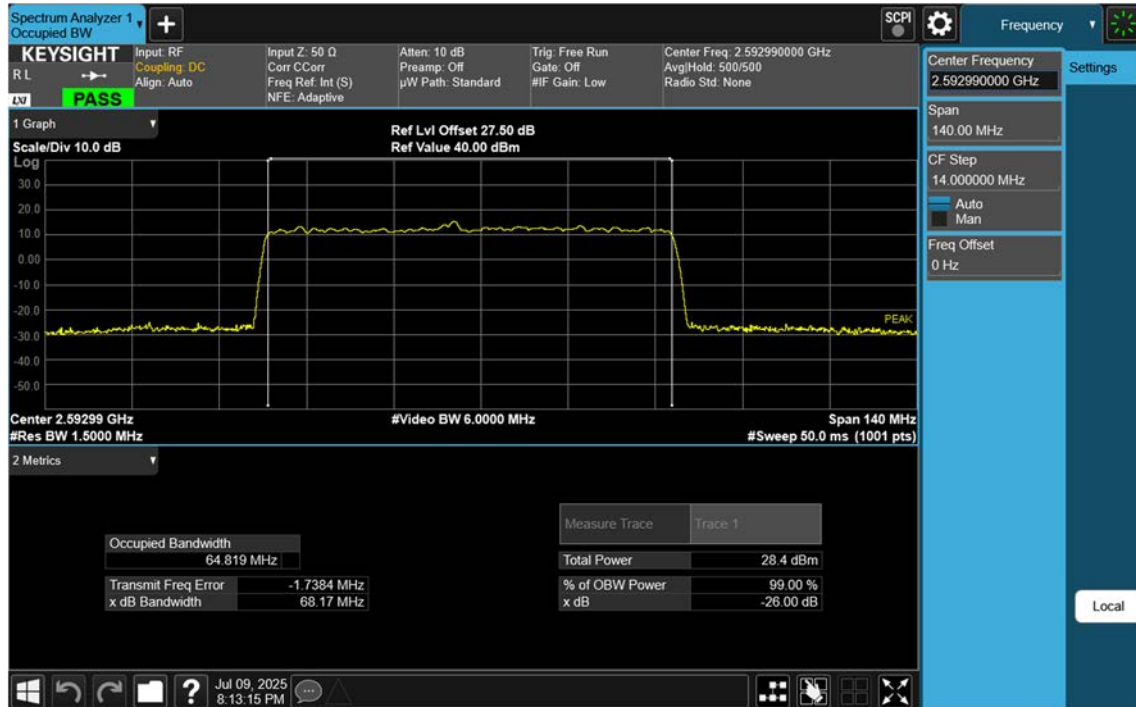 Spectrum Analyzer 1
Occupied BW
SCPI
Frequency
KEYSIGHT
R L
LXI
PASS
Input: RF
Coupling: DC
Align: Auto
Input Z: 50 Ω
Corr CCorr
Freq Ref: Int (S)
NFE: Adaptive
Atten: 10 dB
Preamp: Off
µW Path: Standard
Trig: Free Run
Gate: Off
#IF Gain: Low
Center Freq: 2.592990000 GHz
Avg|Hold: 500/500
Radio Std: None
Center Frequency
2.592990000 GHz
Settings
Span
140.00 MHz
CF Step
14.000000 MHz
Auto
Man
Freq Offset
0 Hz
Local
1 Graph
Scale/Div 10.0 dB
Ref Lvl Offset 27.50 dB
Ref Value 40.00 dBm
Log
30.0
20.0
10.0
0.00
-10.0
-20.0
-30.0
-40.0
-50.0
PEAK
Center 2.59299 GHz
#Video BW 6.0000 MHz
Span 140 MHz
#Res BW 1.5000 MHz
#Sweep 50.0 ms (1001 pts)
2 Metrics
Measure Trace Trace 1
Occupied Bandwidth
64.819 MHz
Total Power 28.4 dBm
Transmit Freq Error -1.7384 MHz
% of OBW Power 99.00 %
x dB Bandwidth 68.17 MHz
x dB -26.00 dB
?
Jul 09, 2025
8:13:15 PM